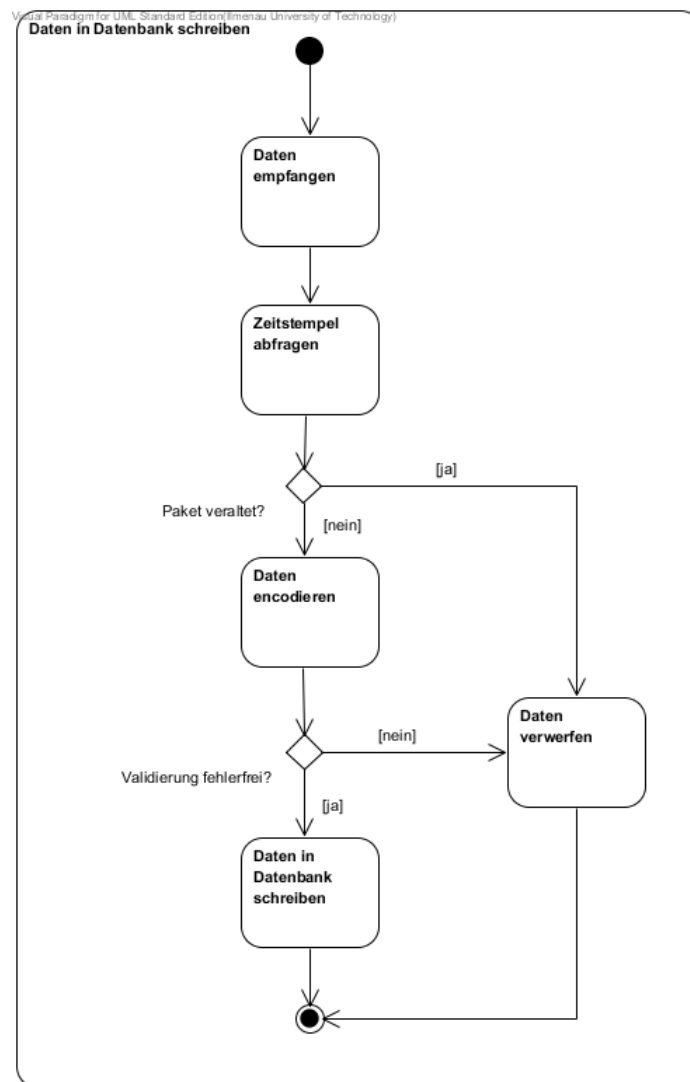 Visual Paradigm for UML Standard Edition(Ilmenau University of Technology)
Daten in Datenbank schreiben
Daten
empfangen
Zeitstempel
abfragen
[ja]
Paket veraltet?
[nein]
Daten
encodieren
Daten
verwerfen
[nein]
Validierung fehlerfrei?
[ja]
Daten in
Datenbank
schreiben